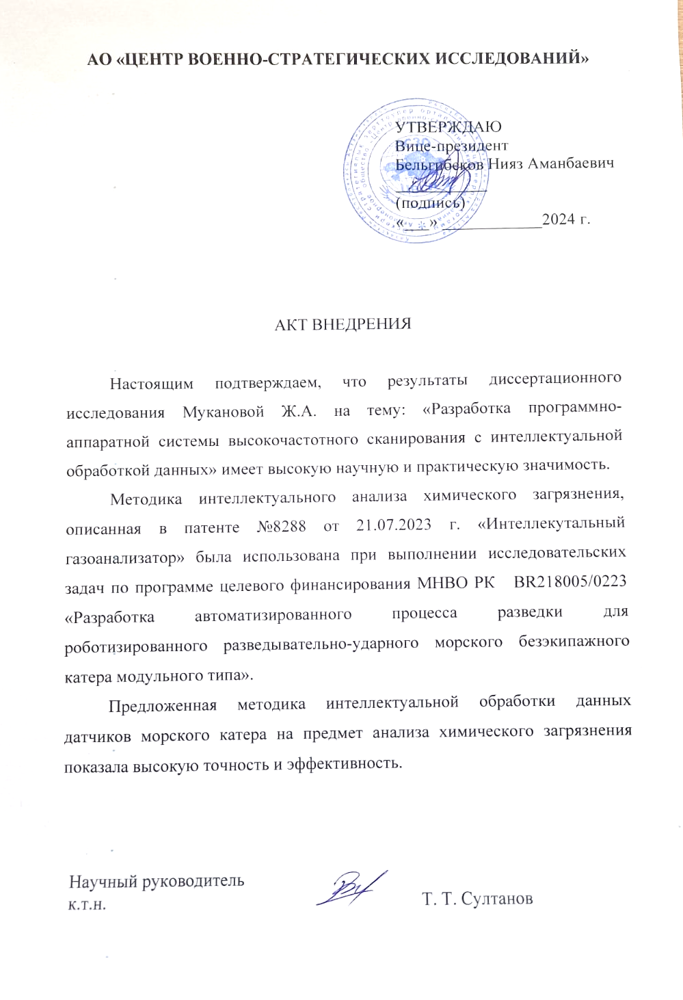 АО «ЦЕНТР ВОЕННО-СТРАТЕГИЧЕСКИХ ИССЛЕДОВАНИЙ»
УТВЕРЖДАЮ
Вице-президент
Бельгибеков Нияз Аманбаевич
(подпись)
«___» ____________2024 г.
АКТ ВНЕДРЕНИЯ
Настоящим подтверждаем, что результаты диссертационного
исследования Мукановой Ж.А. на тему: «Разработка программно-
аппаратной системы высокочастотного сканирования с интеллектуальной
обработкой данных» имеет высокую научную и практическую значимость.
Методика интеллектуального анализа химического загрязнения,
описанная в патенте №8288 от 21.07.2023 г. «Интеллекутальный
газоанализатор» была использована при выполнении исследовательских
задач по программе целевого финансирования МНВО РК BR218005/0223
«Разработка автоматизированного процесса разведки для
роботизированного разведывательно-ударного морского безэкипажного
катера модульного типа».
Предложенная методика интеллектуальной обработки данных
датчиков морского катера на предмет анализа химического загрязнения
показала высокую точность и эффективность.
Научный руководитель
к.т.н.
Т. Т. Султанов